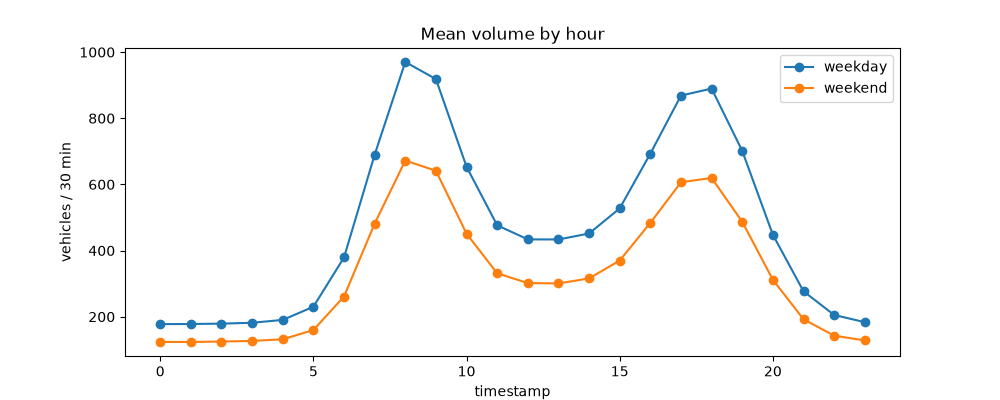 Mean volume by hour
1000
800
600
400
200
vehicles / 30 min
weekday
weekend
0 5 10 15 20
timestamp